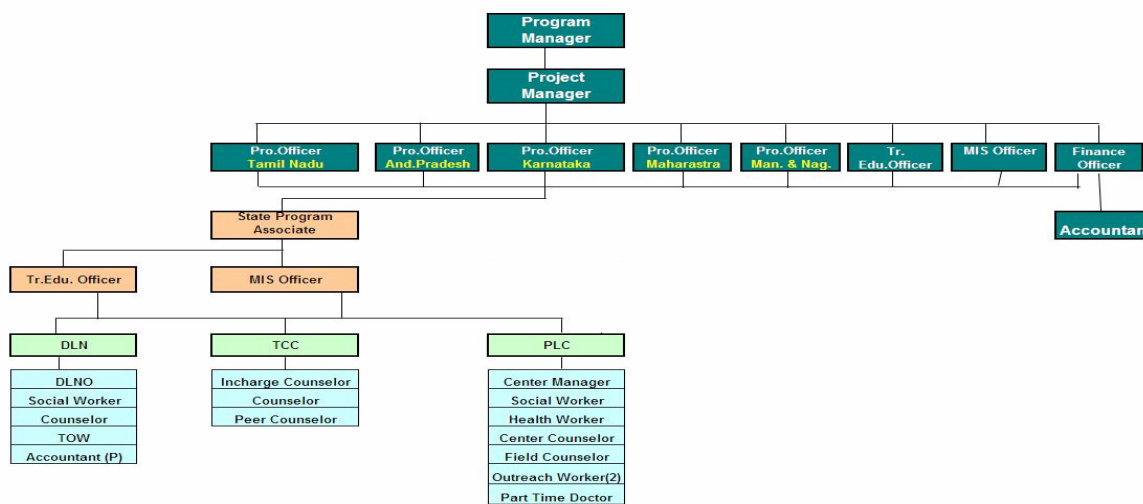 Program
Manager
Project
Manager
Pro.Officer
Tamil Nadu
Pro.Officer
And.Pradesh
Pro.Officer
Karnataka
Pro.Officer
Maharastra
Pro.Officer
Man. & Nag.
Tr.
Edu.Officer
MIS Officer
Finance
Officer
State Program
Associate
Accountan
Tr.Edu. Officer
MIS Officer
DLN
TCC
PLC
DLNO
Social Worker
Counselor
TOW
Accountant (P)
Incharge Counselor
Counselor
Peer Counselor
Center Manager
Social Worker
Health Worker
Center Counselor
Field Counselor
Outreach Worker(2)
Part Time Doctor